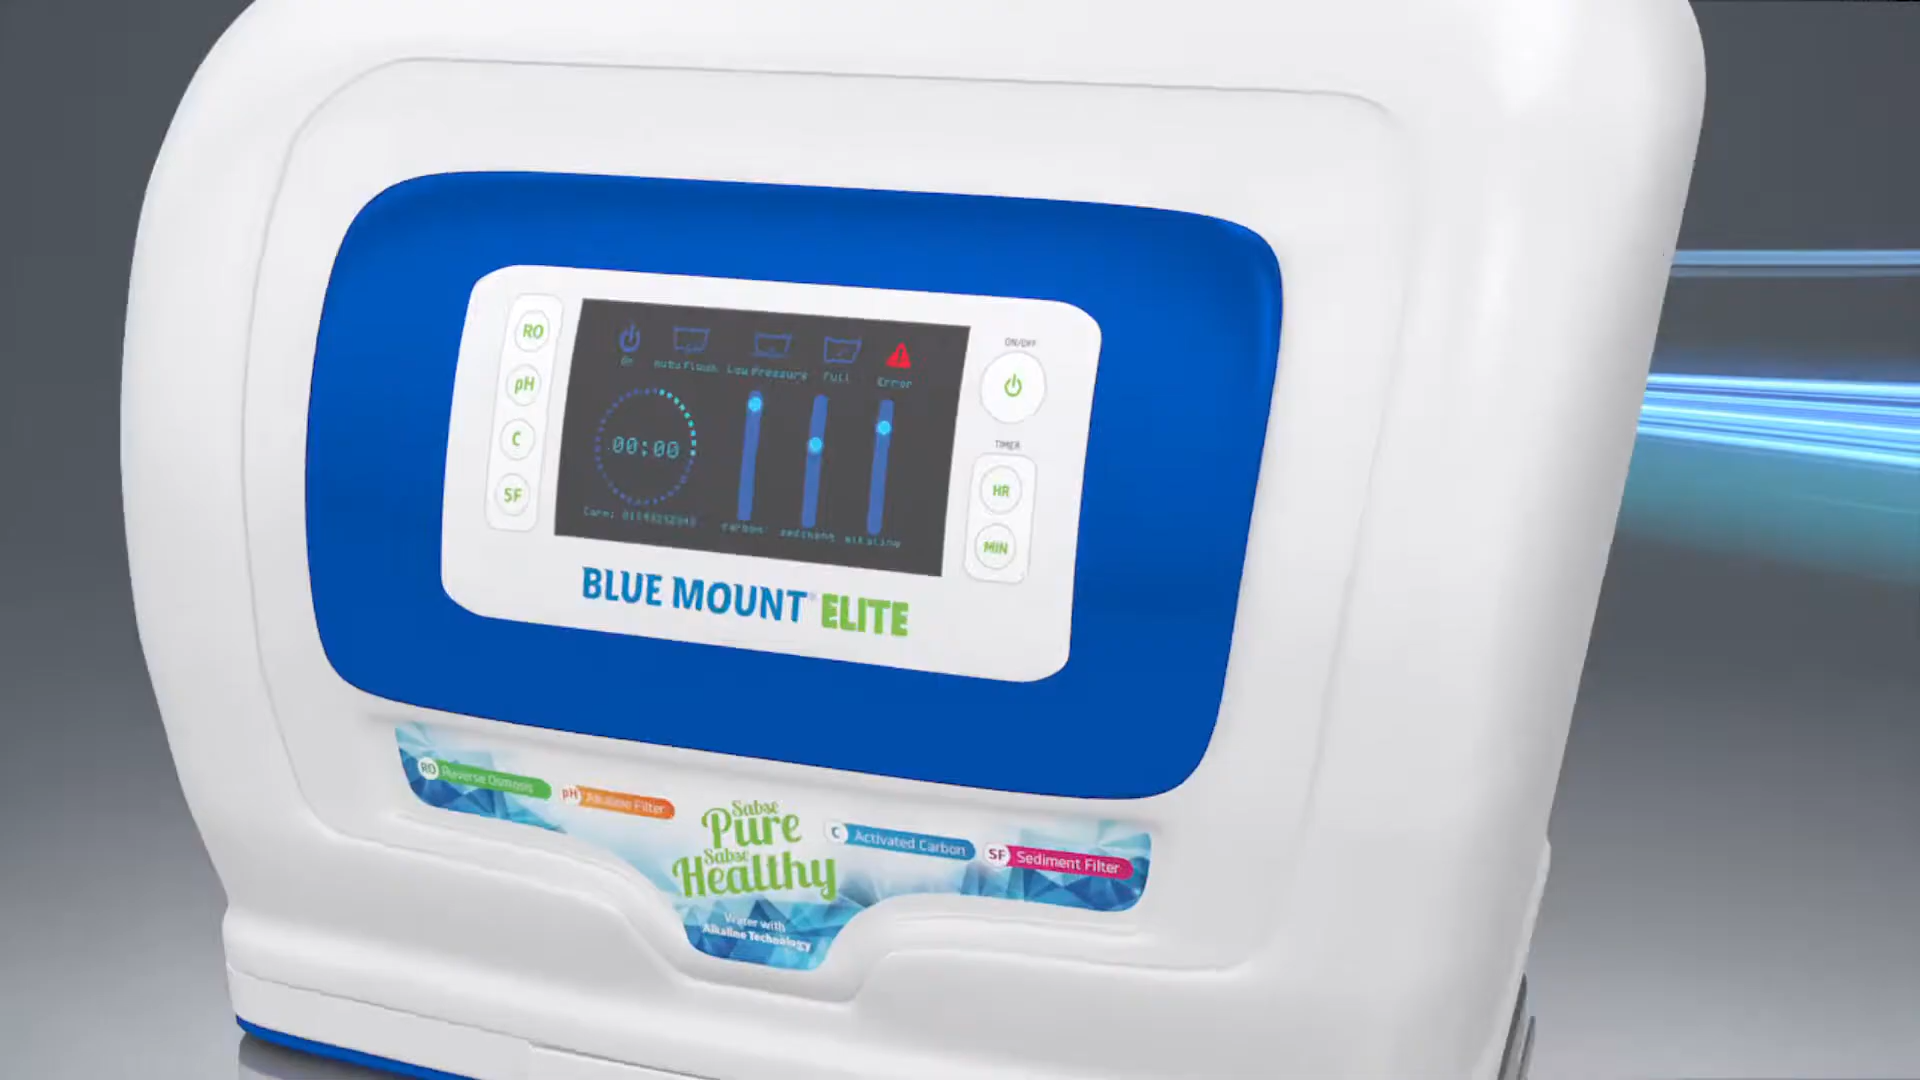 RO
pH
C
SF
On
Auto Flush
Low Pressure
Full
Error
00:00
carbon
alkaline
ON/OFF
TIMER
HR
MIN
BLUE MOUNT ELITE
RO Reverse Osmosis
pH Alkaline Filter
Sabse
Pure
Sabse
Healthy
C Activated Carbon
SF Sediment Filter
Water with
Alkaline Technology